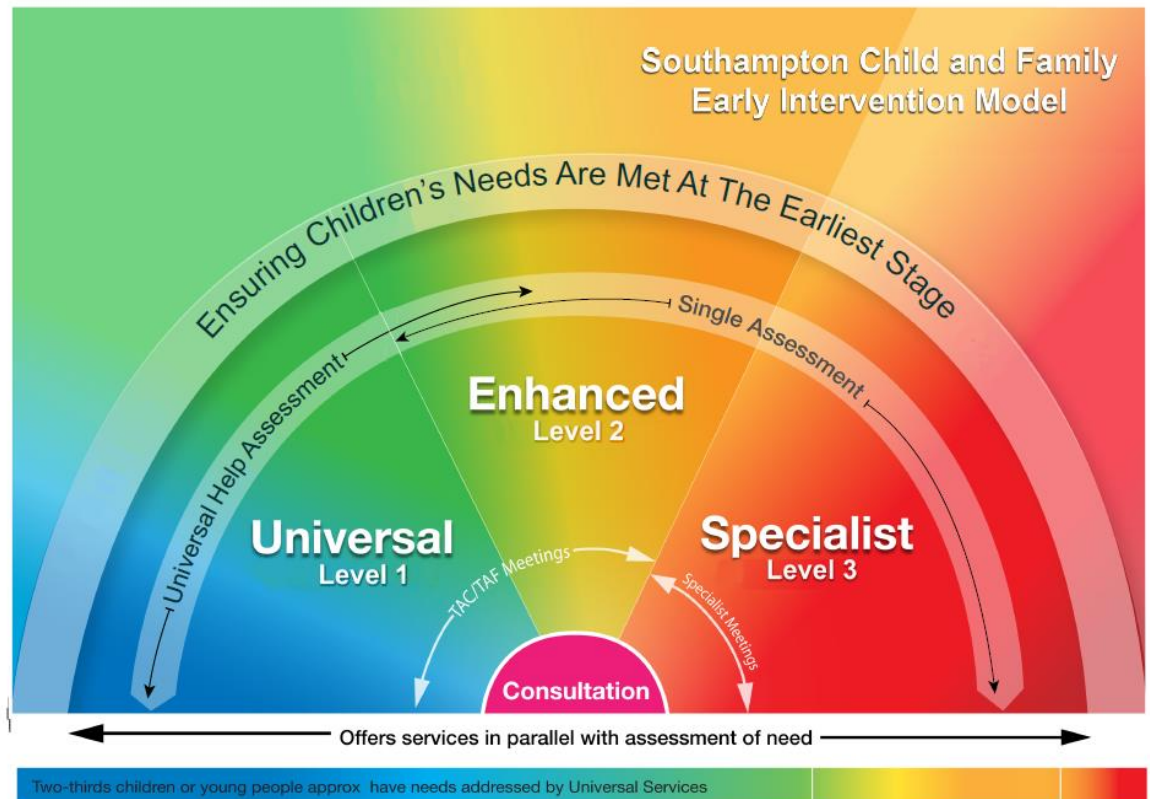 Southampton Child and Family
Early Intervention Model
Ensuring Children's Needs Are Met At The Earliest Stage
Universal Help Assessment
Single Assessment
Enhanced
Level 2
Universal
Level 1
Specialist
Level 3
TAC/TAF Meetings
Specialist Meetings
Consultation
Offers services in parallel with assessment of need
Two-thirds children or young people approx have needs addressed by Universal Services